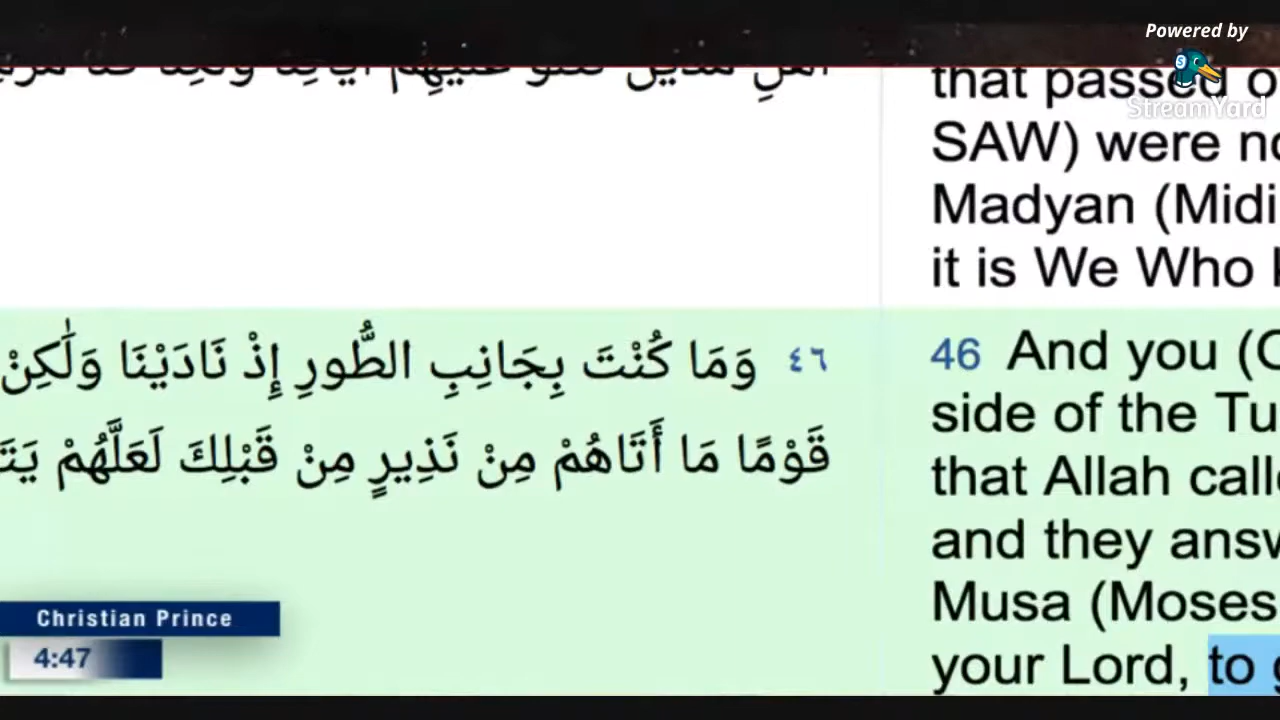 Powered by
StreamYard
that passed o
SAW) were no
Madyan (Midi
it is We Who
٤٦ وَمَا كُنْتَ بِجَانِبِ الطُّورِ إِذْ نَادَيْنَا وَلَٰكِنْ
قَوْمًا مَا أَتَاهُمْ مِنْ نَذِيرٍ مِنْ قَبْلِكَ لَعَلَّهُمْ يَتَ
46 And you (O
side of the Tu
that Allah calle
and they answ
Musa (Moses
your Lord, to g
Christian Prince
4:47